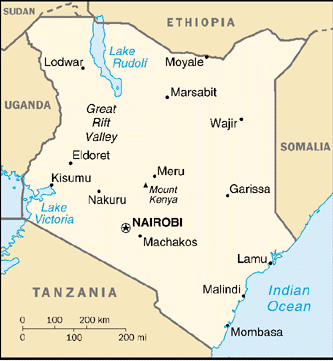 SUDAN
ETHIOPIA
Lake
Rudolf
Moyale
Lodwar
Marsabit
UGANDA
Great
Rift
Valley
Wajir
SOMALIA
Eldoret
Kisumu
Meru
Mount
Kenya
Nakuru
Garissa
Lake
Victoria
NAIROBI
Machakos
Lamu
TANZANIA
Malindi
Indian
Ocean
0 100 200 km
0 100 200 mi
Mombasa